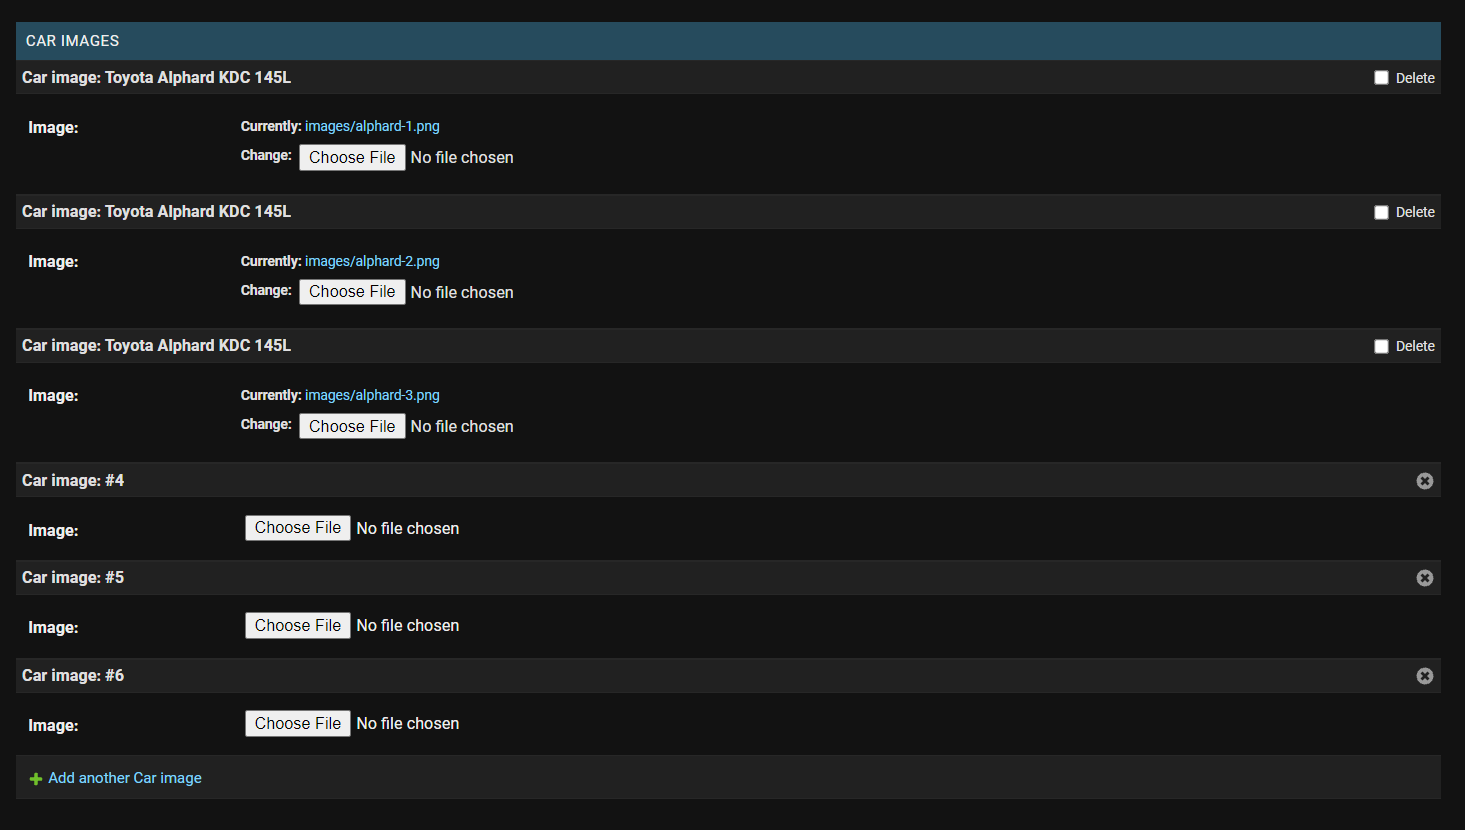 CAR IMAGES
Car image: Toyota Alphard KDC 145L Delete
Image: Currently: images/alphard-1.png
Change: Choose File No file chosen
Car image: Toyota Alphard KDC 145L Delete
Image: Currently: images/alphard-2.png
Change: Choose File No file chosen
Car image: Toyota Alphard KDC 145L Delete
Image: Currently: images/alphard-3.png
Change: Choose File No file chosen
Car image: #4
Image: Choose File No file chosen
Car image: #5
Image: Choose File No file chosen
Car image: #6
Image: Choose File No file chosen
Add another Car image